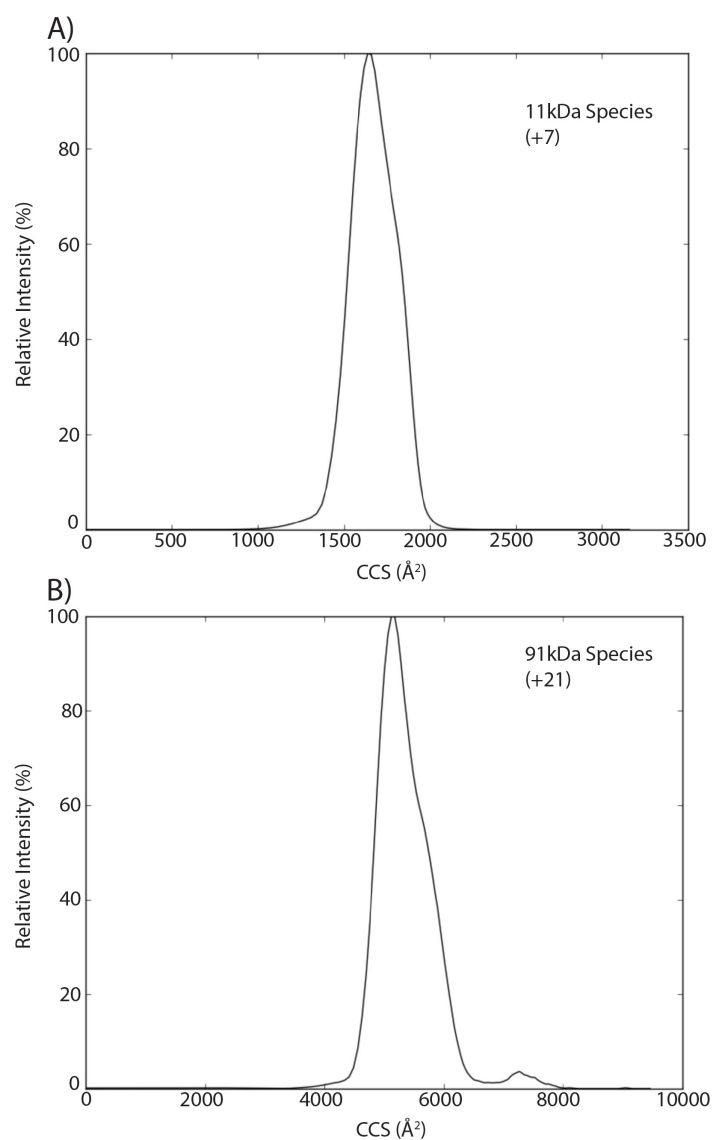 A)
100
80
60
40
20
0
Relative Intensity (%)
11kDa Species
(+7)
0 500 1000 1500 2000 2500 3000 3500
CCS (Å²)
B)
100
80
60
40
20
0
Relative Intensity (%)
91kDa Species
(+21)
0 2000 4000 6000 8000 10000
CCS (Å²)